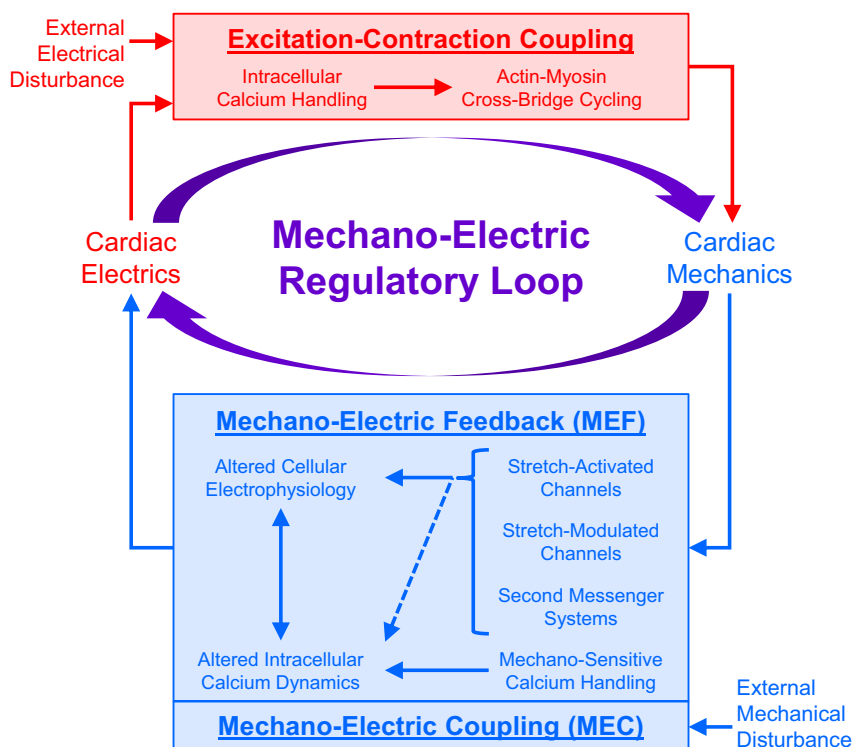 External
Electrical
Disturbance
Excitation-Contraction Coupling
Intracellular
Calcium Handling
Actin-Myosin
Cross-Bridge Cycling
Mechano-Electric
Regulatory Loop
Cardiac
Electrics
Cardiac
Mechanics
Mechano-Electric Feedback (MEF)
Altered Cellular
Electrophysiology
Stretch-Activated
Channels
Stretch-Modulated
Channels
Second Messenger
Systems
Altered Intracellular
Calcium Dynamics
Mechano-Sensitive
Calcium Handling
Mechano-Electric Coupling (MEC)
External
Mechanical
Disturbance